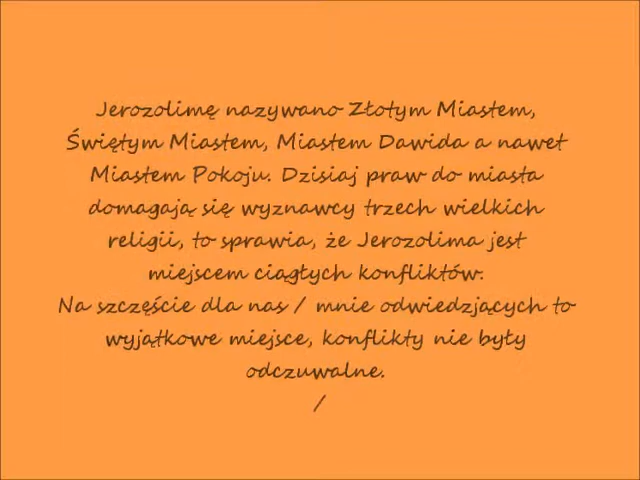 Jerozolimę nazywano Złotym Miastem,
Świętym Miastem, Miastem Dawida a nawet
Miastem Pokoju. Dzisiaj praw do miasta
domagają się wyznawcy trzech wielkich
religii, to sprawia, że Jerozolima jest
miejscem ciągłych konfliktów.
Na szczęście dla nas / mnie odwiedzjących to
wyjątkowe miejsce, konflikty nie były
odczuwalne.
/